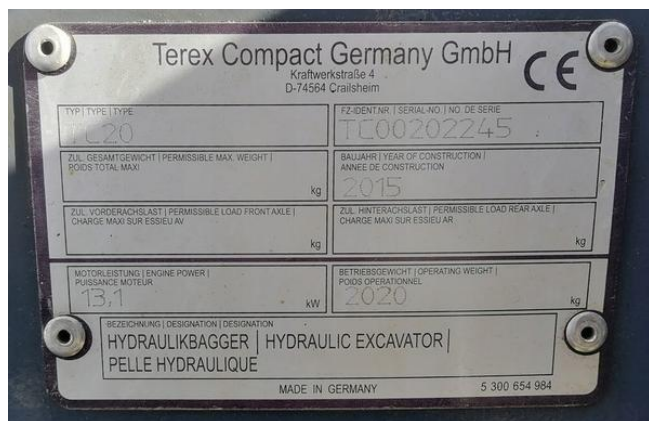 Terex Compact Germany GmbH
Kraftwerkstraße 4
D-74564 Crailsheim
CE
TYP | TYPE | TYPE
TC20
FZ-IDENT.NR. | SERIAL-NO. | NO. DE SERIE
TC00202245
ZUL. GESAMTGEWICHT | PERMISSIBLE MAX. WEIGHT |
POIDS TOTAL MAXI
kg
BAUJAHR | YEAR OF CONSTRUCTION |
ANNEE DE CONSTRUCTION
2015
ZUL. VORDERACHSLAST | PERMISSIBLE LOAD FRONT AXLE |
CHARGE MAXI SUR ESSIEU AV
kg
ZUL. HINTERACHSLAST | PERMISSIBLE LOAD REAR AXLE |
CHARGE MAXI SUR ESSIEU AR
kg
MOTORLEISTUNG | ENGINE POWER |
PUISSANCE MOTEUR
13,1
kW
BETRIEBSGEWICHT | OPERATING WEIGHT |
POIDS OPERATIONNEL
2020
kg
BEZEICHNUNG | DESIGNATION | DESIGNATION
HYDRAULIKBAGGER | HYDRAULIC EXCAVATOR |
PELLE HYDRAULIQUE
MADE IN GERMANY
5 300 654 984